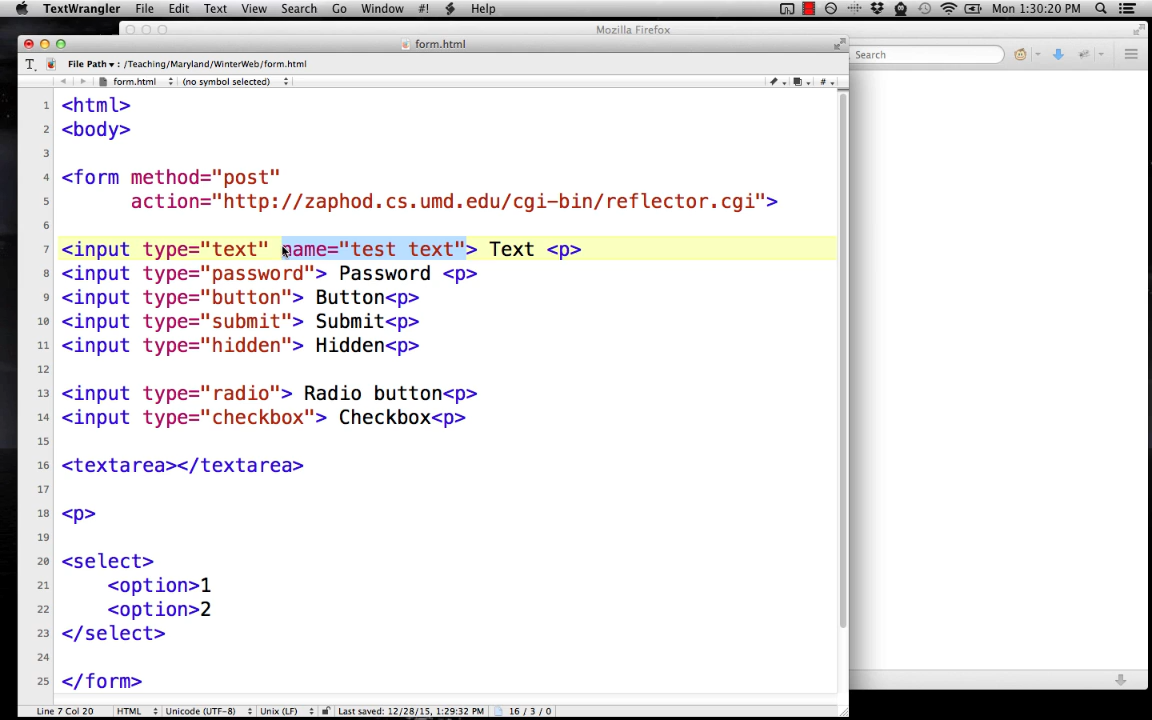 TextWrangler File Edit Text View Search Go Window #! Help Mon 1:30:20 PM
Mozilla Firefox
form.html
Search
File Path ▾ : /Teaching/Maryland/WinterWeb/form.html
form.html (no symbol selected)
1 <html>
2 <body>
3
4 <form method="post"
5 action="http://zaphod.cs.umd.edu/cgi-bin/reflector.cgi">
6
7 <input type="text" name="test text"> Text <p>
8 <input type="password"> Password <p>
9 <input type="button"> Button<p>
10 <input type="submit"> Submit<p>
11 <input type="hidden"> Hidden<p>
12
13 <input type="radio"> Radio button<p>
14 <input type="checkbox"> Checkbox<p>
15
16 <textarea></textarea>
17
18 <p>
19
20 <select>
21 <option>1
22 <option>2
23 </select>
24
25 </form>
Line 7 Col 20 HTML Unicode (UTF-8) Unix (LF) Last saved: 12/28/15, 1:29:32 PM 16 / 3 / 0